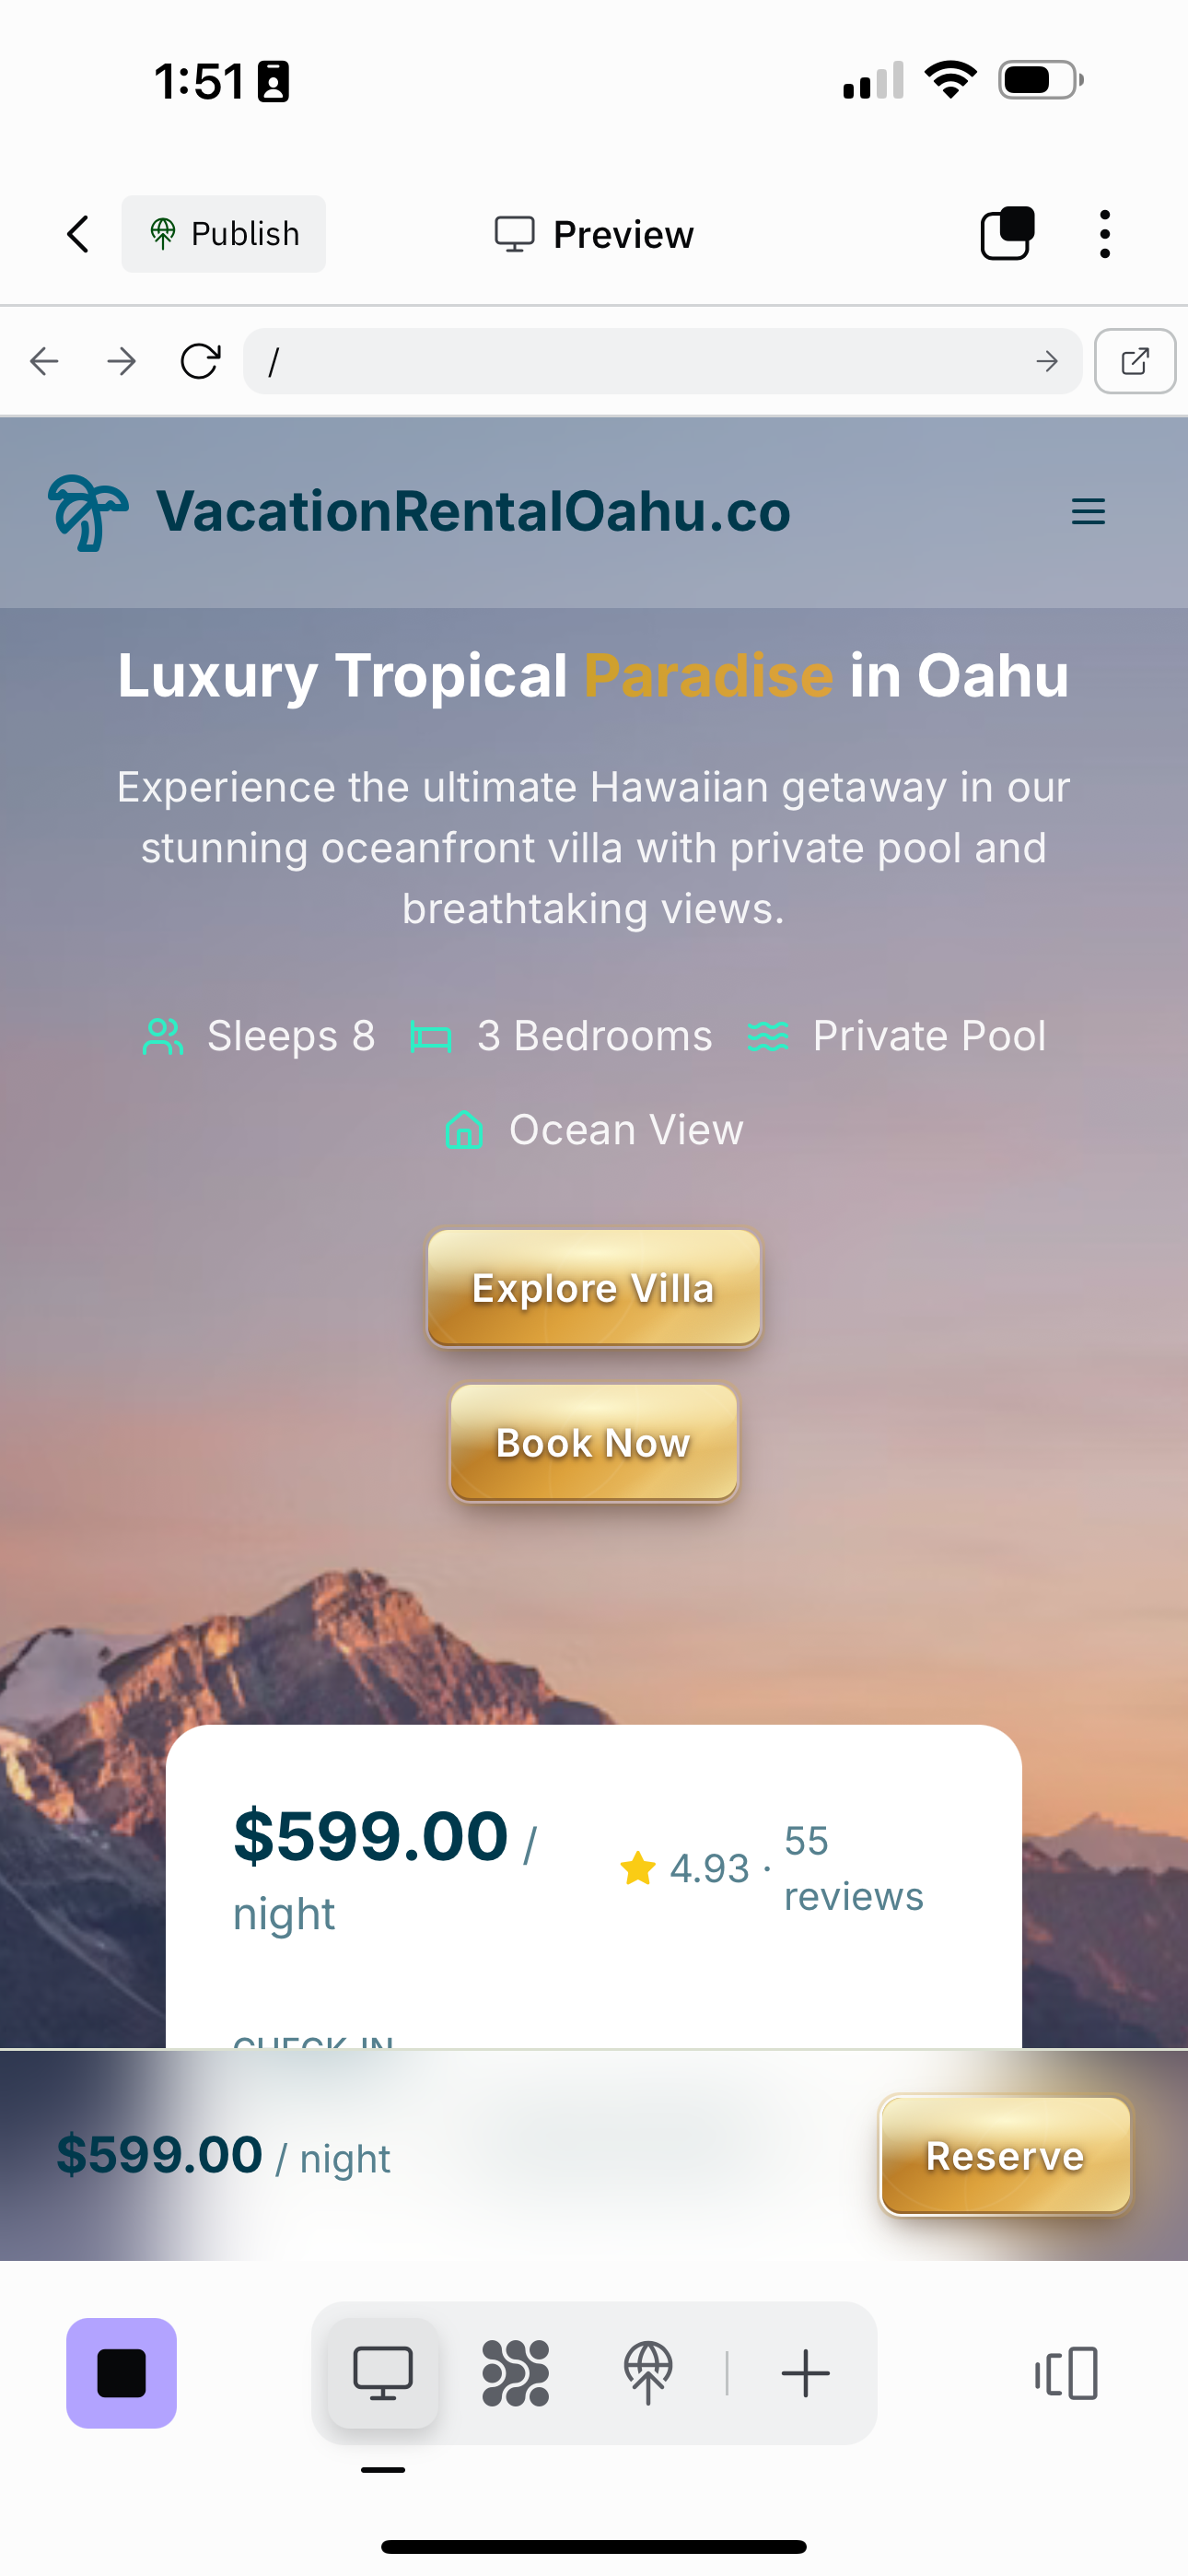 1:51
Publish
Preview
/
VacationRentalOahu.co
Luxury Tropical Paradise in Oahu
Experience the ultimate Hawaiian getaway in our
stunning oceanfront villa with private pool and
breathtaking views.
Sleeps 8 3 Bedrooms Private Pool
Ocean View
Explore Villa
Book Now
$599.00 /
night
4.93 ·
55
reviews
CHECK-IN
$599.00 / night
Reserve